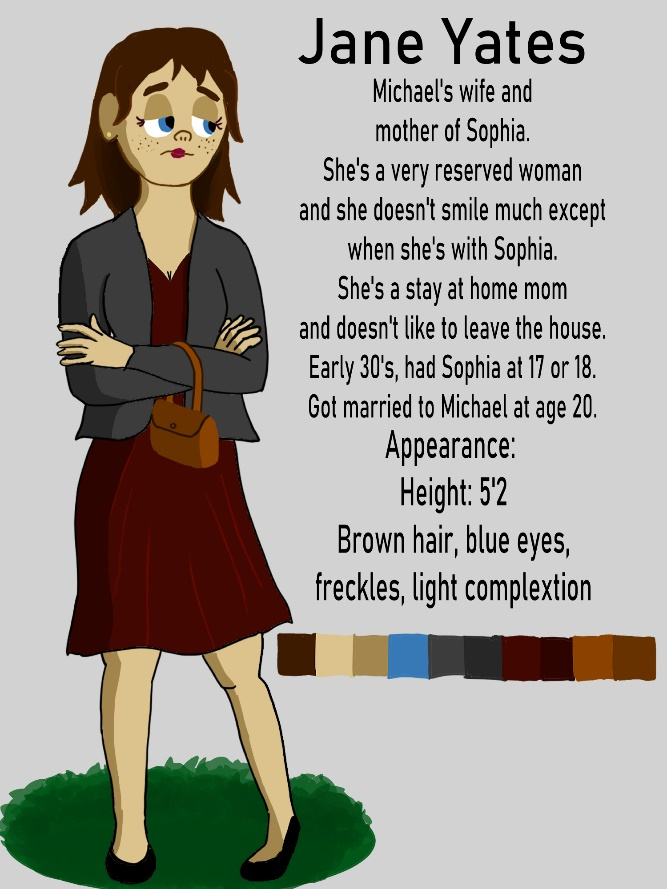 Jane Yates
Michael's wife and
mother of Sophia.
She's a very reserved woman
and she doesn't smile much except
when she's with Sophia.
She's a stay at home mom
and doesn't like to leave the house.
Early 30's, had Sophia at 17 or 18.
Got married to Michael at age 20.
Appearance:
Height: 5'2
Brown hair, blue eyes,
freckles, light complextion